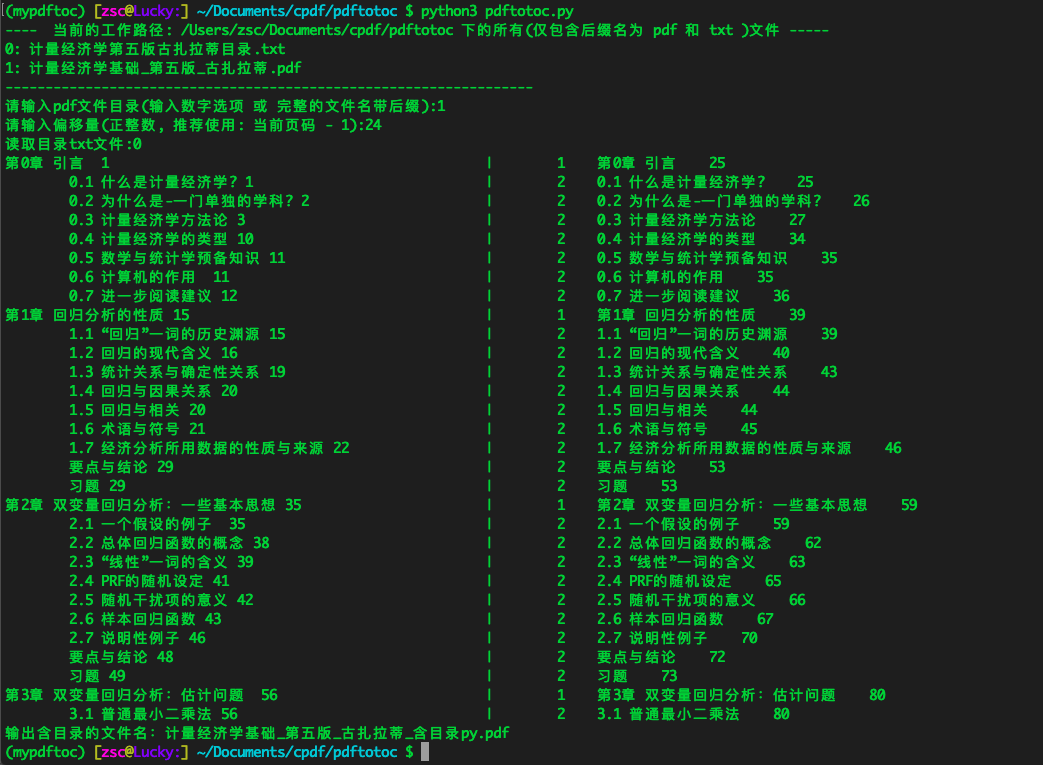 (mypdftoc) [zsc@Lucky:] ~/Documents/cpdf/pdftotoc $ python3 pdftotoc.py
---- 当前的工作路径: /Users/zsc/Documents/cpdf/pdftotoc 下的所有(仅包含后缀名为 pdf 和 txt )文件 -----
0: 计量经济学第五版古扎拉蒂目录.txt
1: 计量经济学基础_第五版_古扎拉蒂.pdf
------------------------------------------------------------------
请输入pdf文件目录(输入数字选项 或 完整的文件名带后缀):1
请输入偏移量(正整数, 推荐使用: 当前页码 - 1):24
读取目录txt文件:0
第0章 引言 1 | 1 第0章 引言 25
0.1 什么是计量经济学? 1 | 2 0.1 什么是计量经济学? 25
0.2 为什么是-一门单独的学科? 2 | 2 0.2 为什么是-一门单独的学科? 26
0.3 计量经济学方法论 3 | 2 0.3 计量经济学方法论 27
0.4 计量经济学的类型 10 | 2 0.4 计量经济学的类型 34
0.5 数学与统计学预备知识 11 | 2 0.5 数学与统计学预备知识 35
0.6 计算机的作用 11 | 2 0.6 计算机的作用 35
0.7 进一步阅读建议 12 | 2 0.7 进一步阅读建议 36
第1章 回归分析的性质 15 | 1 第1章 回归分析的性质 39
1.1 “回归”一词的历史渊源 15 | 2 1.1 “回归”一词的历史渊源 39
1.2 回归的现代含义 16 | 2 1.2 回归的现代含义 40
1.3 统计关系与确定性关系 19 | 2 1.3 统计关系与确定性关系 43
1.4 回归与因果关系 20 | 2 1.4 回归与因果关系 44
1.5 回归与相关 20 | 2 1.5 回归与相关 44
1.6 术语与符号 21 | 2 1.6 术语与符号 45
1.7 经济分析所用数据的性质与来源 22 | 2 1.7 经济分析所用数据的性质与来源 46
要点与结论 29 | 2 要点与结论 53
习题 29 | 2 习题 53
第2章 双变量回归分析: 一些基本思想 35 | 1 第2章 双变量回归分析: 一些基本思想 59
2.1 一个假设的例子 35 | 2 2.1 一个假设的例子 59
2.2 总体回归函数的概念 38 | 2 2.2 总体回归函数的概念 62
2.3 “线性”一词的含义 39 | 2 2.3 “线性”一词的含义 63
2.4 PRF的随机设定 41 | 2 2.4 PRF的随机设定 65
2.5 随机干扰项的意义 42 | 2 2.5 随机干扰项的意义 66
2.6 样本回归函数 43 | 2 2.6 样本回归函数 67
2.7 说明性例子 46 | 2 2.7 说明性例子 70
要点与结论 48 | 2 要点与结论 72
习题 49 | 2 习题 73
第3章 双变量回归分析: 估计问题 56 | 1 第3章 双变量回归分析: 估计问题 80
3.1 普通最小二乘法 56 | 2 3.1 普通最小二乘法 80
输出含目录的文件名: 计量经济学基础_第五版_古扎拉蒂_含目录py.pdf
(mypdftoc) [zsc@Lucky:] ~/Documents/cpdf/pdftotoc $